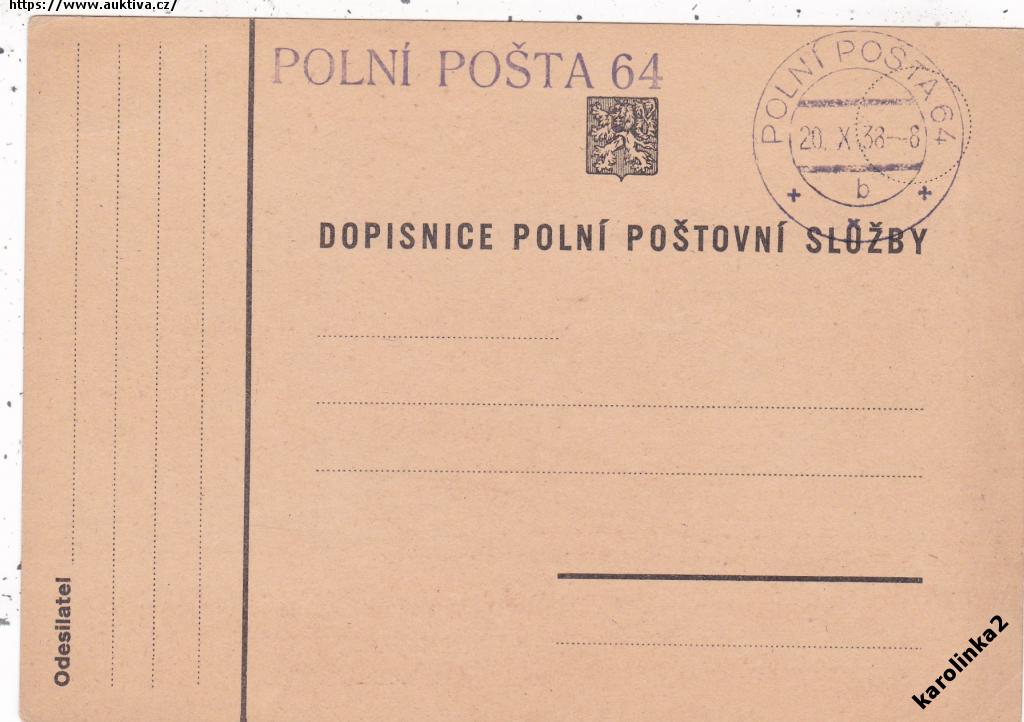 https://www.auktiva.cz/
POLNÍ POŠTA 64
POLNÍ POŠTA 64
20. X 38-8
b
DOPISNICE POLNÍ POŠTOVNÍ SLUŽBY
Odesilatel
karolinka2